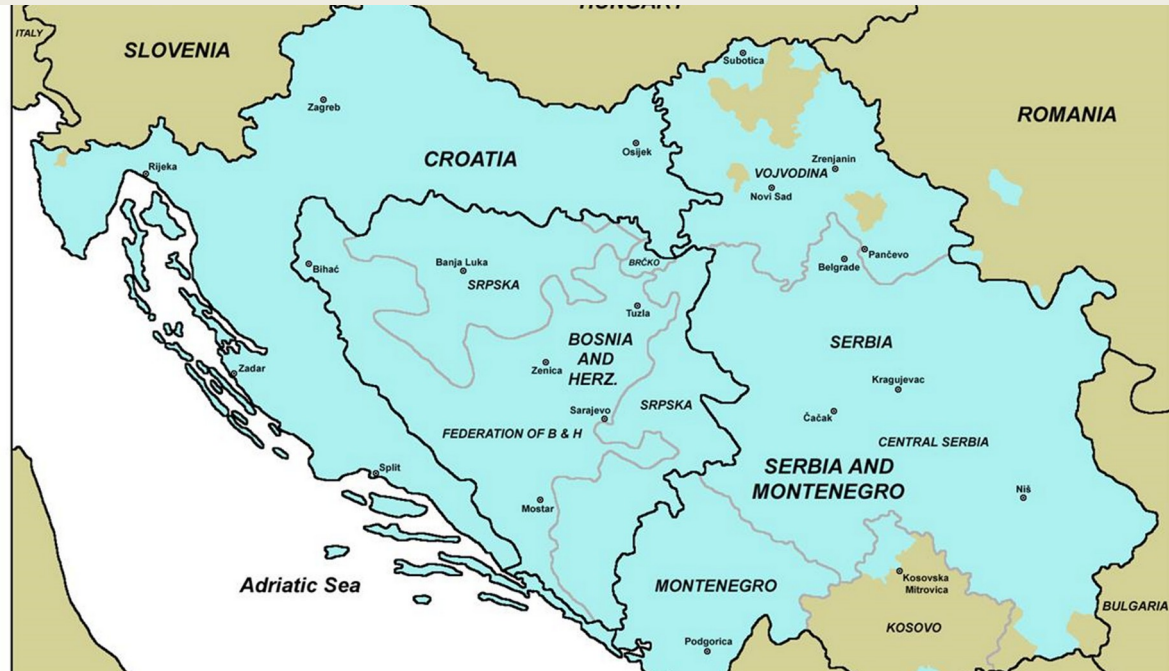 HUNGARY
ITALY
SLOVENIA
Subotica
Zagreb
ROMANIA
CROATIA
Osijek
Rijeka
Zrenjanin
VOJVODINA
Novi Sad
Bihać
Banja Luka
SRPSKA
BRČKO
Belgrade
Pančevo
Tuzla
BOSNIA
AND
HERZ.
SERBIA
Zenica
Zadar
Kragujevac
SRPSKA
Sarajevo
Čačak
FEDERATION OF B & H
CENTRAL SERBIA
Split
SERBIA AND
MONTENEGRO
Niš
Mostar
Adriatic Sea
MONTENEGRO
Kosovska
Mitrovica
BULGARIA
KOSOVO
Podgorica